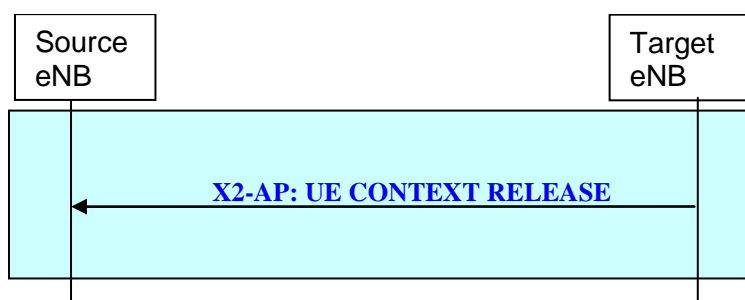 Source
eNB
Target
eNB
X2-AP: UE CONTEXT RELEASE